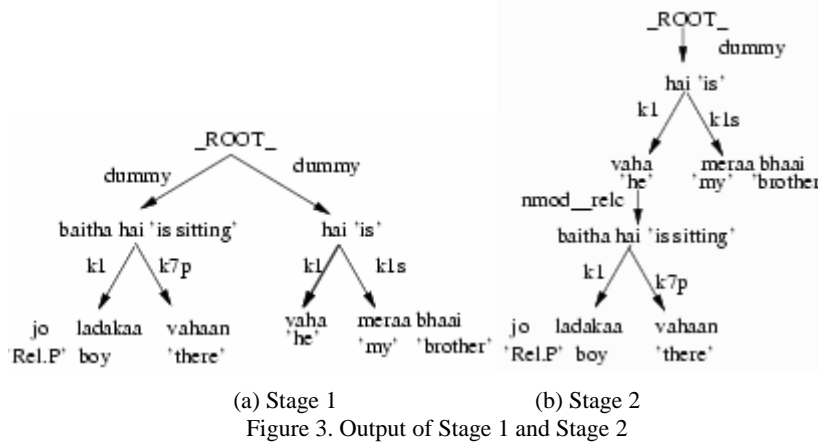 _ROOT_
dummy
hai 'is'
k1 k1s
_ROOT_
vaha meraa bhaai
'he' 'my' 'brother
dummy dummy
nmod__relc
baitha hai 'is sitting' hai 'is'
baitha hai 'is sitting'
k1 k7p k1 k1s
k1 k7p
jo ladakaa vahaan vaha meraa bhaai
'Rel.P' boy 'there' 'he' 'my' 'brother'
jo ladakaa vahaan
'Rel.P' boy 'there'
(a) Stage 1 (b) Stage 2
Figure 3. Output of Stage 1 and Stage 2